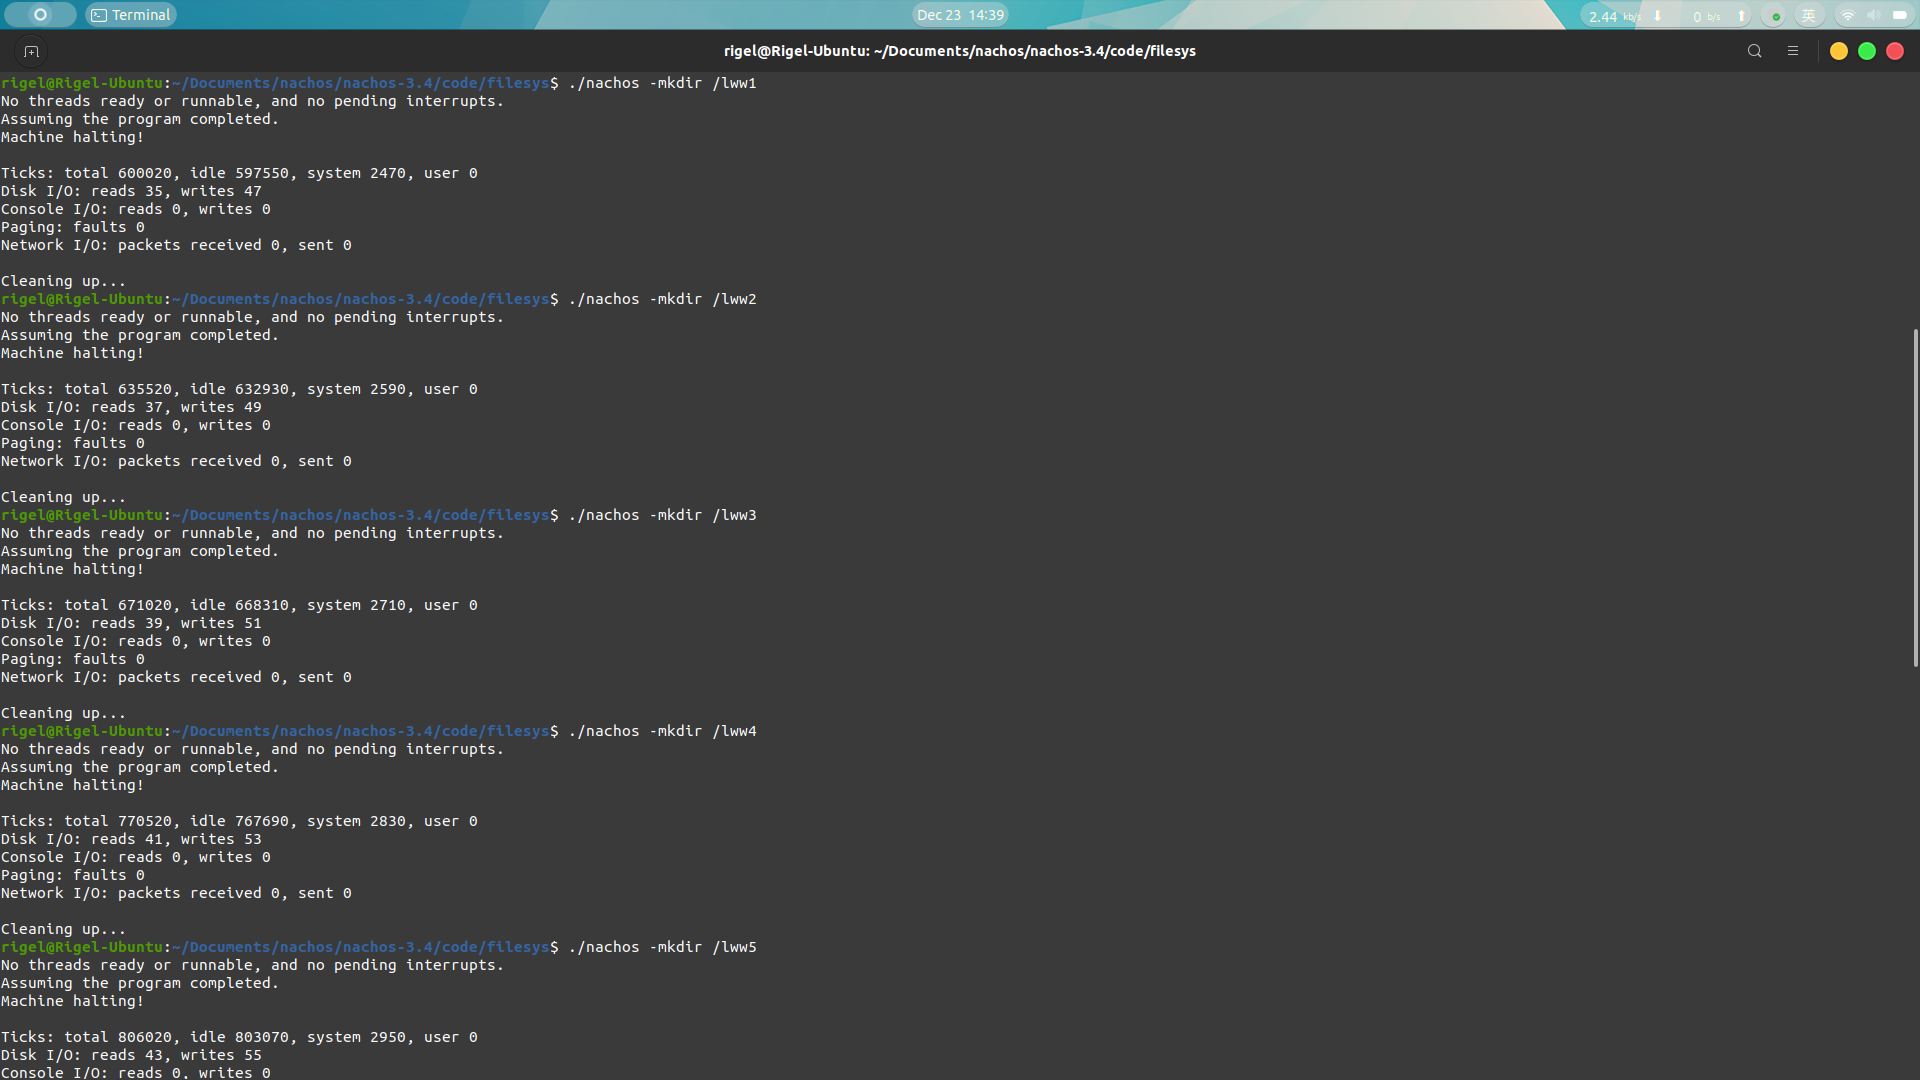 Terminal
Dec 23 14:39
2.44 kb/s 0 b/s 英
rigel@Rigel-Ubuntu: ~/Documents/nachos/nachos-3.4/code/filesys
rigel@Rigel-Ubuntu:~/Documents/nachos/nachos-3.4/code/filesys$ ./nachos -mkdir /lww1
No threads ready or runnable, and no pending interrupts.
Assuming the program completed.
Machine halting!
Ticks: total 600020, idle 597550, system 2470, user 0
Disk I/O: reads 35, writes 47
Console I/O: reads 0, writes 0
Paging: faults 0
Network I/O: packets received 0, sent 0
Cleaning up...
rigel@Rigel-Ubuntu:~/Documents/nachos/nachos-3.4/code/filesys$ ./nachos -mkdir /lww2
No threads ready or runnable, and no pending interrupts.
Assuming the program completed.
Machine halting!
Ticks: total 635520, idle 632930, system 2590, user 0
Disk I/O: reads 37, writes 49
Console I/O: reads 0, writes 0
Paging: faults 0
Network I/O: packets received 0, sent 0
Cleaning up...
rigel@Rigel-Ubuntu:~/Documents/nachos/nachos-3.4/code/filesys$ ./nachos -mkdir /lww3
No threads ready or runnable, and no pending interrupts.
Assuming the program completed.
Machine halting!
Ticks: total 671020, idle 668310, system 2710, user 0
Disk I/O: reads 39, writes 51
Console I/O: reads 0, writes 0
Paging: faults 0
Network I/O: packets received 0, sent 0
Cleaning up...
rigel@Rigel-Ubuntu:~/Documents/nachos/nachos-3.4/code/filesys$ ./nachos -mkdir /lww4
No threads ready or runnable, and no pending interrupts.
Assuming the program completed.
Machine halting!
Ticks: total 770520, idle 767690, system 2830, user 0
Disk I/O: reads 41, writes 53
Console I/O: reads 0, writes 0
Paging: faults 0
Network I/O: packets received 0, sent 0
Cleaning up...
rigel@Rigel-Ubuntu:~/Documents/nachos/nachos-3.4/code/filesys$ ./nachos -mkdir /lww5
No threads ready or runnable, and no pending interrupts.
Assuming the program completed.
Machine halting!
Ticks: total 806020, idle 803070, system 2950, user 0
Disk I/O: reads 43, writes 55
Console I/O: reads 0, writes 0